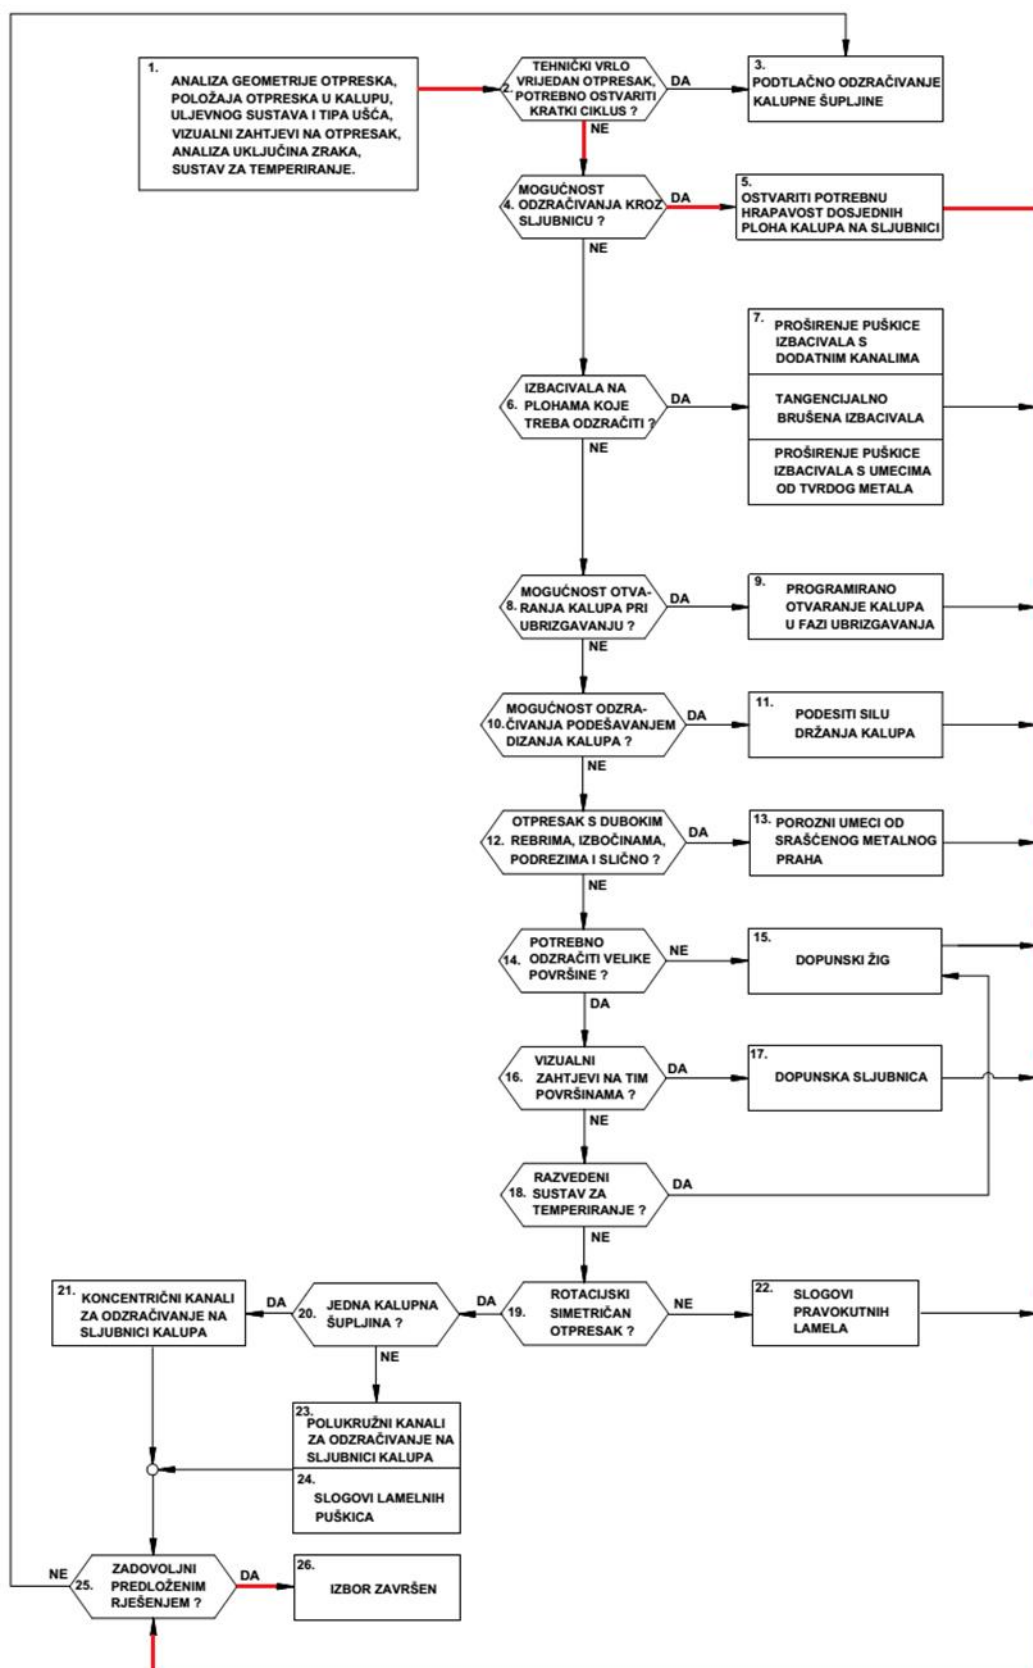 1.
ANALIZA GEOMETRIJE OTPRESKA,
POLOŽAJA OTPRESKA U KALUPU,
ULJEVNOG SUSTAVA I TIPA UŠĆA,
VIZUALNI ZAHTJEVI NA OTPRESAK,
ANALIZA UKLJUČINA ZRAKA,
SUSTAV ZA TEMPERIRANJE.
TEHNIČKI VRLO
VRIJEDAN OTPRESAK,
2. POTREBNO OSTVARITI
KRATKI CIKLUS ?
DA
NE
3.
PODTLAČNO ODZRAČIVANJE
KALUPNE ŠUPLJINE
MOGUĆNOST
4. ODZRAČIVANJA KROZ
SLJUBNICU ?
DA
NE
5.
OSTVARITI POTREBNU
HRAPAVOST DOSJEDNIH
PLOHA KALUPA NA SLJUBNICI
IZBACIVALA NA
6. PLOHAMA KOJE
TREBA ODZRAČITI ?
DA
NE
7.
PROŠIRENJE PUŠKICE
IZBACIVALA S
DODATNIM KANALIMA
TANGENCIJALNO
BRUŠENA IZBACIVALA
PROŠIRENJE PUŠKICE
IZBACIVALA S UMECIMA
OD TVRDOG METALA
MOGUĆNOST OTVA-
8. RANJA KALUPA PRI
UBRIZGAVANJU ?
DA
NE
9.
PROGRAMIRANO
OTVARANJE KALUPA
U FAZI UBRIZGAVANJA
MOGUĆNOST ODZRA-
10. ČIVANJA PODEŠAVANJEM
DIZANJA KALUPA ?
DA
NE
11.
PODESITI SILU
DRŽANJA KALUPA
OTPRESAK S DUBOKIM
12. REBRIMA, IZBOČINAMA,
PODREZIMA I SLIČNO ?
DA
NE
13. POROZNI UMECI OD
SRAŠĆENOG METALNOG
PRAHA
POTREBNO
14. ODZRAČITI VELIKE
POVRŠINE ?
NE
DA
15.
DOPUNSKI ŽIG
VIZUALNI
16. ZAHTJEVI NA TIM
POVRŠINAMA ?
DA
NE
17.
DOPUNSKA SLJUBNICA
RAZVEDENI
18. SUSTAV ZA
TEMPERIRANJE ?
DA
NE
ROTACIJSKI
19. SIMETRIČAN
OTPRESAK ?
DA
NE
22. SLOGOVI
PRAVOKUTNIH
LAMELA
JEDNA KALUPNA
20. ŠUPLJINA ?
DA
NE
21. KONCENTRIČNI KANALI
ZA ODZRAČIVANJE NA
SLJUBNICI KALUPA
23.
POLUKRUŽNI KANALI
ZA ODZRAČIVANJE NA
SLJUBNICI KALUPA
24.
SLOGOVI LAMELNIH
PUŠKICA
ZADOVOLJNI
25. PREDLOŽENIM
RJEŠENJEM ?
NE
DA
26.
IZBOR ZAVRŠEN